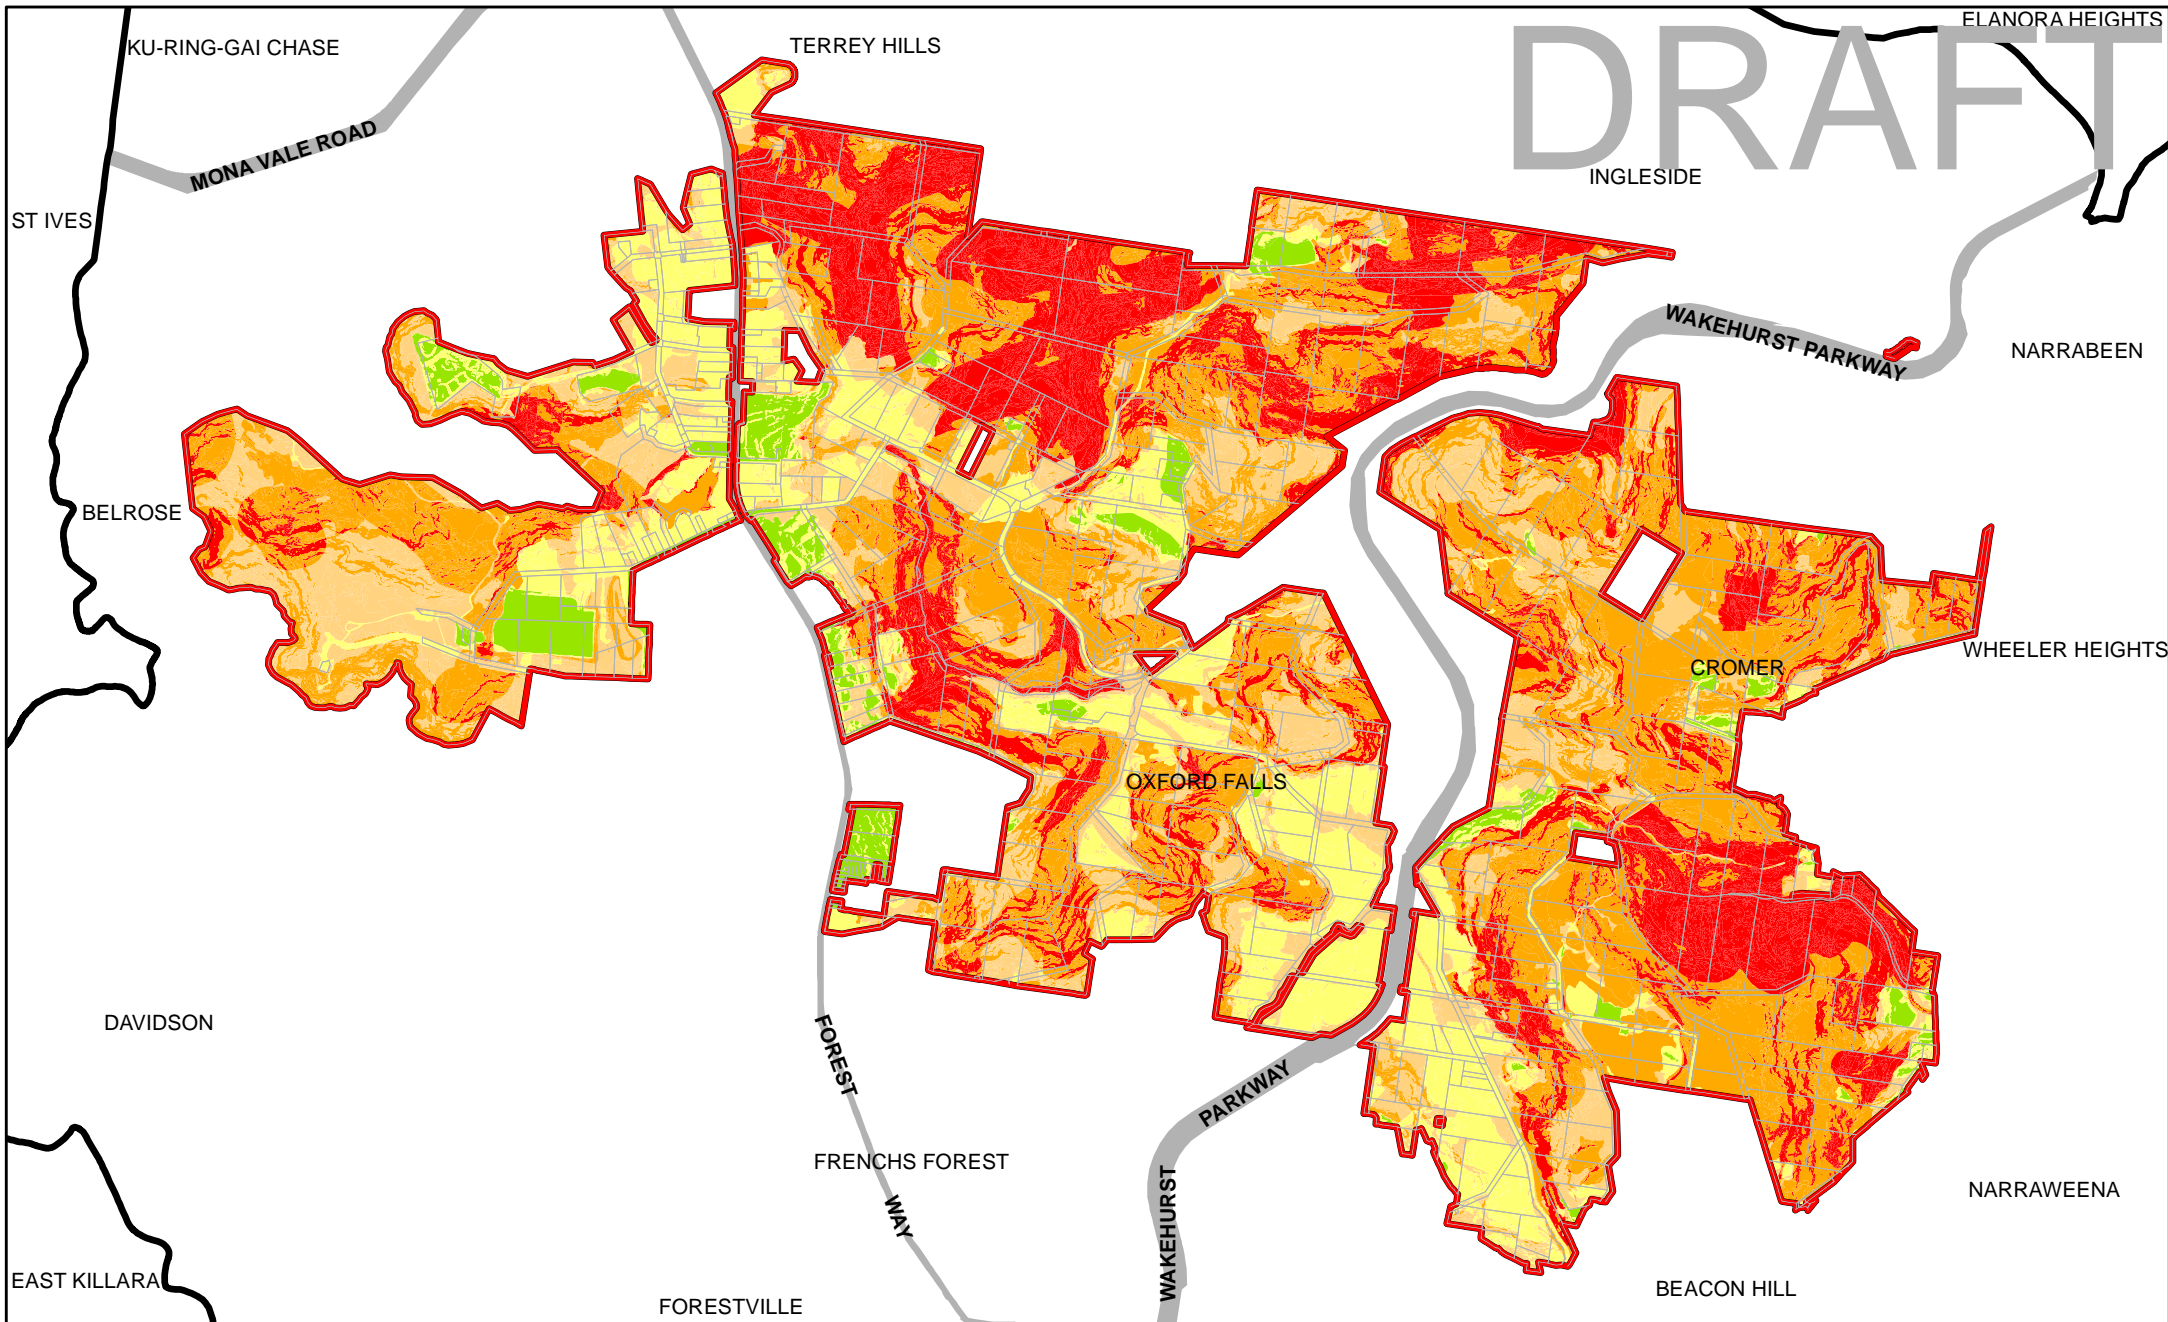 ELANORA HEIGHTS
KU-RING-GAI CHASE
TERREY HILLS
DRAFT
MONA VALE ROAD
INGLESIDE
ST IVES
WAKEHURST PARKWAY
NARRABEEN
BELROSE
WHEELER HEIGHTS
CROMER
OXFORD FALLS
DAVIDSON
FOREST
PARKWAY
FRENCHS FOREST
NARRAWEENA
WAY
WAKEHURST
EAST KILLARA
BEACON HILL
FORESTVILLE